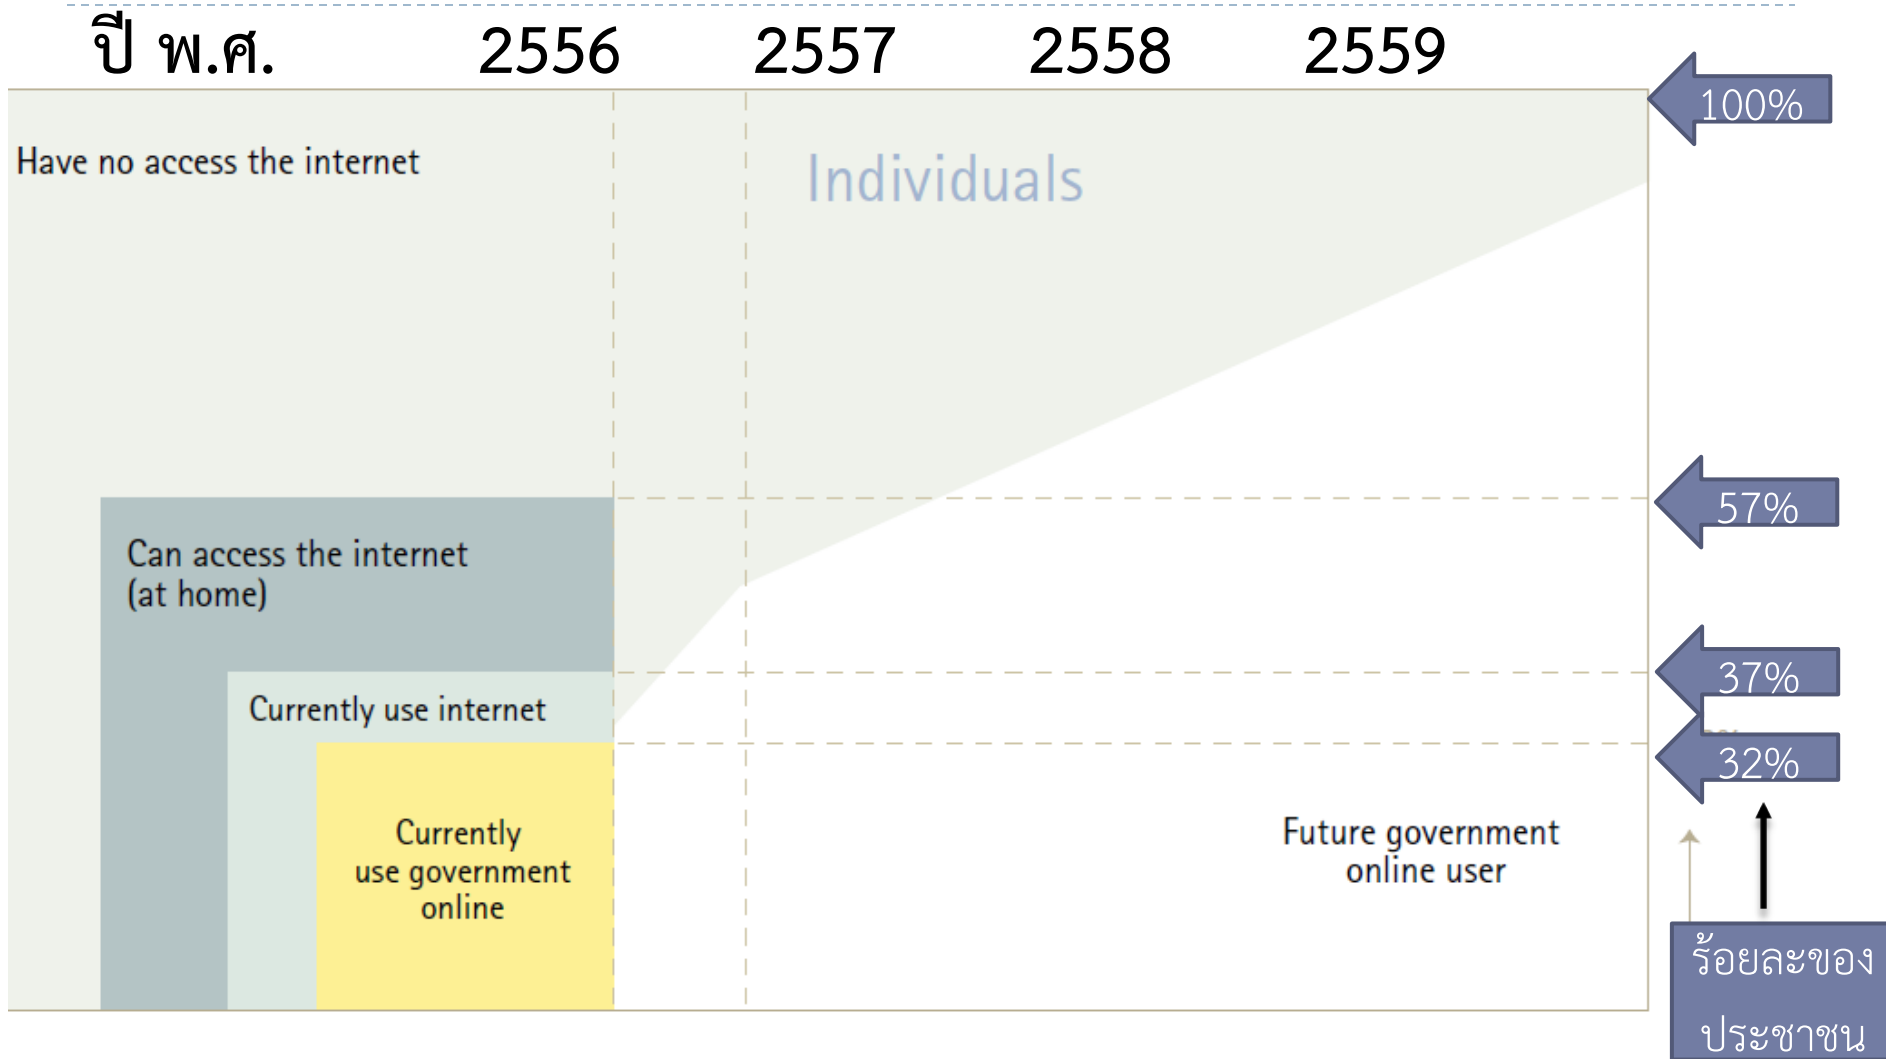 ปี พ.ศ. 2556 2557 2558 2559
100%
Have no access the internet
Individuals
57%
Can access the internet
(at home)
37%
Currently use internet
32%
Currently
use government
online
Future government
online user
ร้อยละของ
ประชาชน